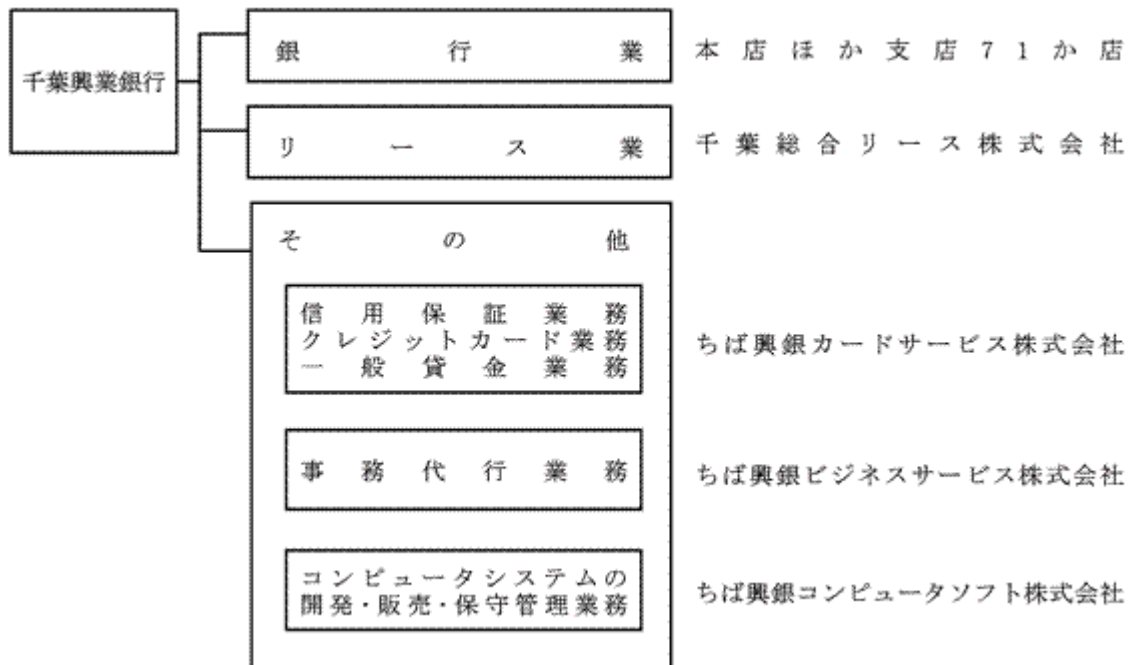 千葉興業銀行
銀行業
本店ほか支店71か店
リース業
千葉総合リース株式会社
その他
信用保証業務
クレジットカード業務
一般貸金業務
ちば興銀カードサービス株式会社
事務代行業務
ちば興銀ビジネスサービス株式会社
コンピュータシステムの
開発・販売・保守管理業務
ちば興銀コンピュータソフト株式会社